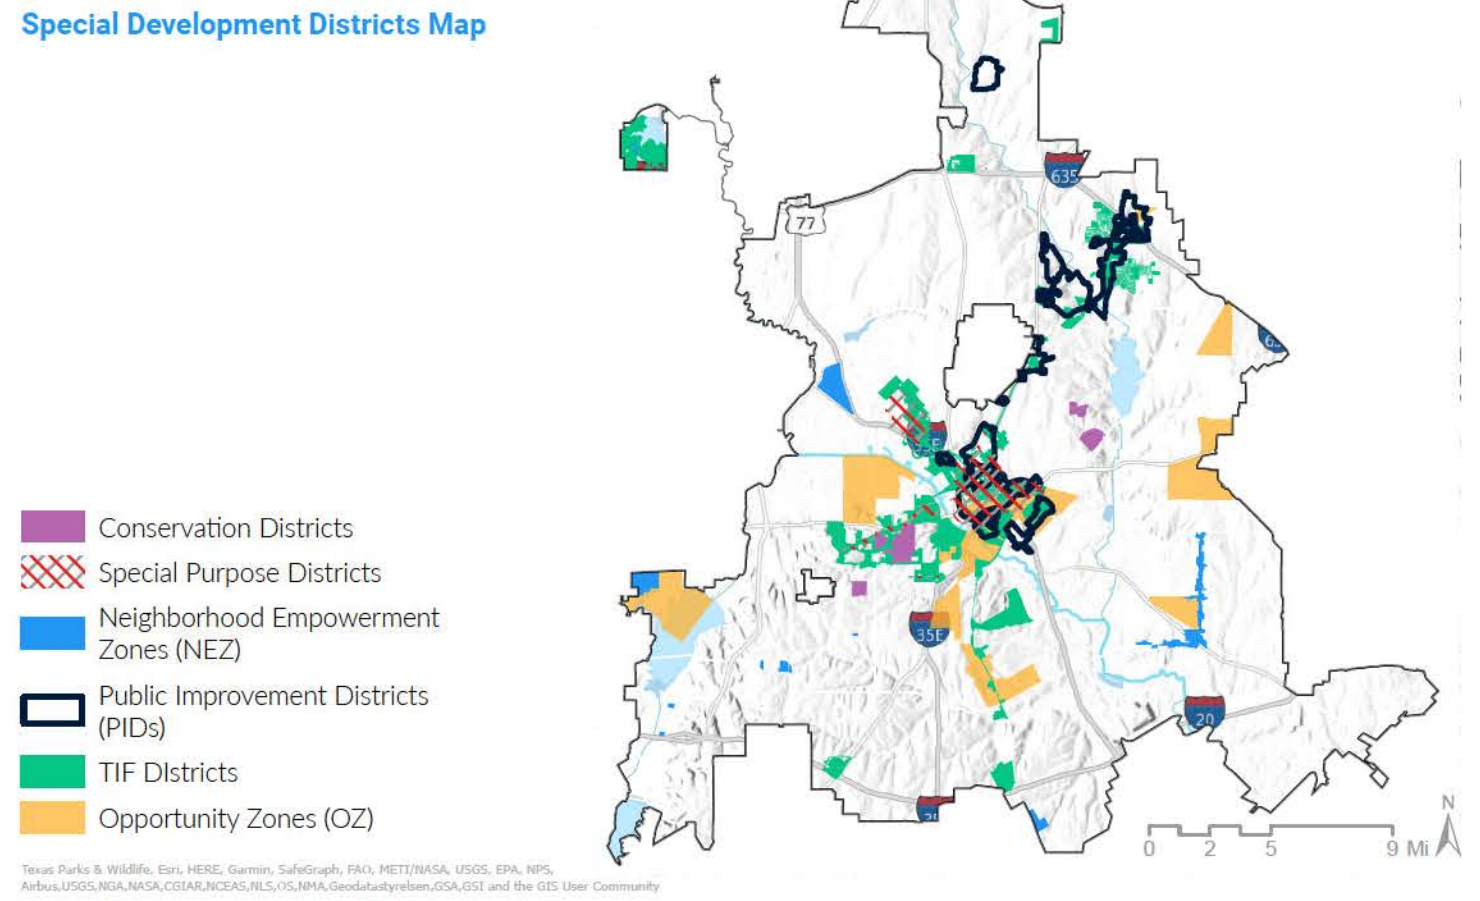 Special Development Districts Map
635
77
35E
Conservation Districts
Special Purpose Districts
Neighborhood Empowerment
Zones (NEZ)
35E
Public Improvement Districts
(PIDs)
20
TIF DIstricts
Opportunity Zones (OZ)
N
0 2 5 9 Mi
Texas Parks & Wildlife, Esri, HERE, Garmin, SafeGraph, FAO, METI/NASA, USGS, EPA, NPS,
Airbus,USGS,NGA,NASA,CGIAR,NCEAS,NLS,OS,NMA,Geodatastyrelsen,GSA,GSI and the GIS User Community